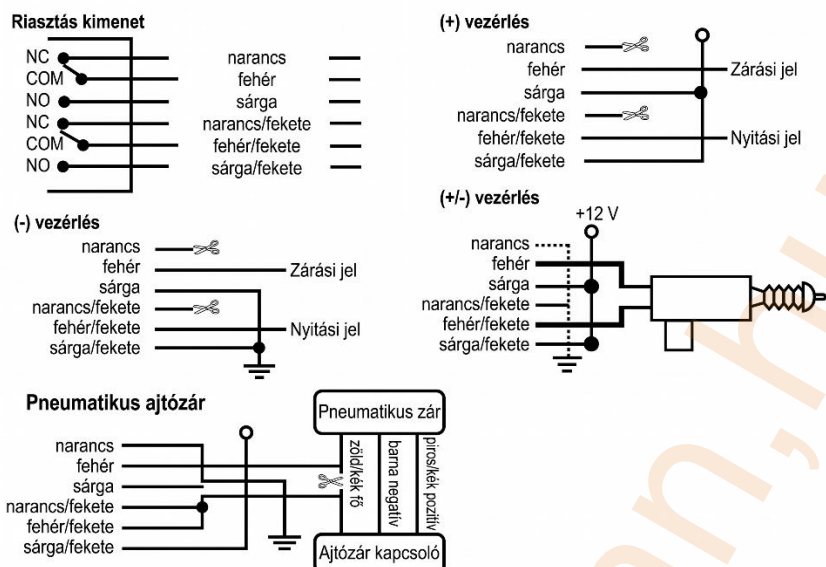 Riasztás kimenet
NC
COM
NO
NC
COM
NO
narancs
fehér
sárga
narancs/fekete
fehér/fekete
sárga/fekete
(+) vezérlés
narancs
fehér
sárga
narancs/fekete
fehér/fekete
sárga/fekete
Zárási jel
Nyitási jel
(-) vezérlés
narancs
fehér
sárga
narancs/fekete
fehér/fekete
sárga/fekete
Zárási jel
Nyitási jel
(+/-) vezérlés
+12 V
narancs
fehér
sárga
narancs/fekete
fehér/fekete
sárga/fekete
Pneumatikus ajtózár
narancs
fehér
sárga
narancs/fekete
fehér/fekete
sárga/fekete
Pneumatikus zár
zöld/kék fő
barna negatív
piros/kék pozitív
Ajtózár kapcsoló